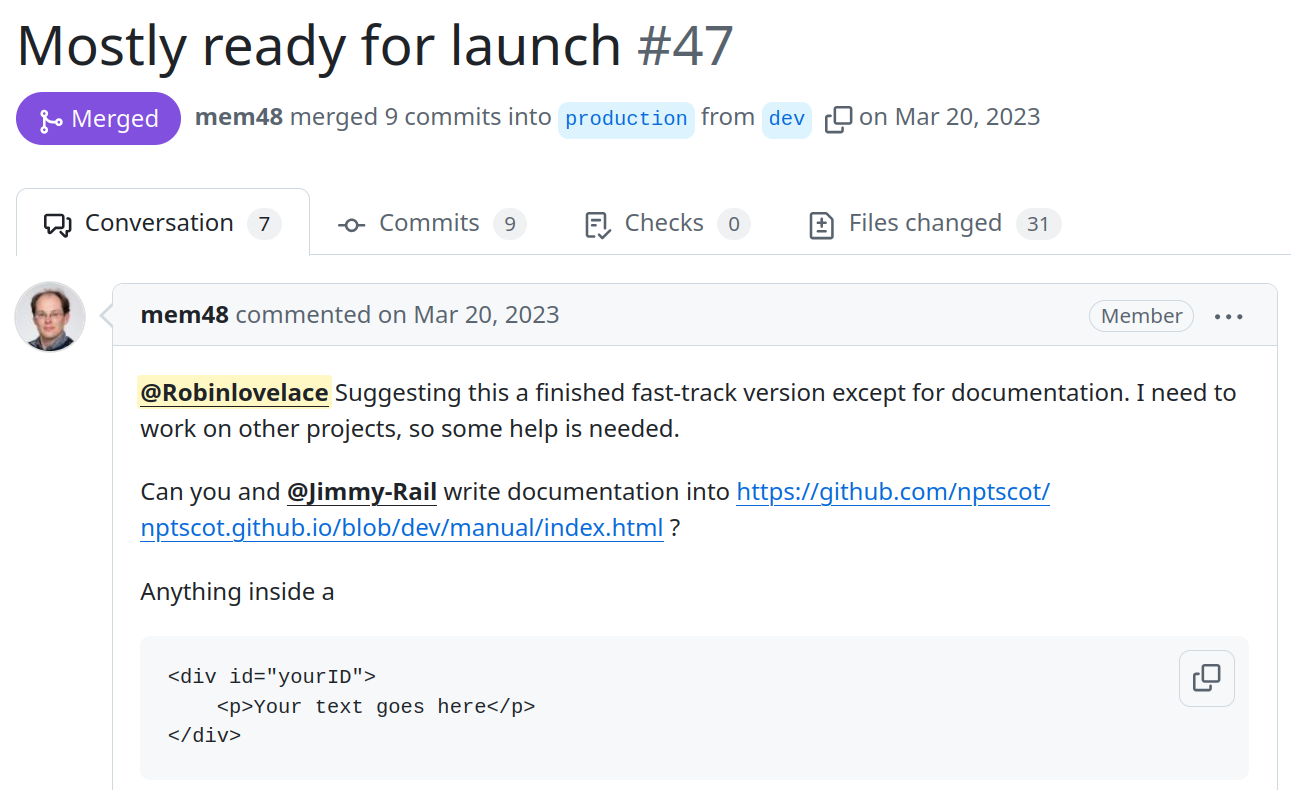 Mostly ready for launch #47
Merged mem48 merged 9 commits into production from dev on Mar 20, 2023
Conversation 7 Commits 9 Checks 0 Files changed 31
mem48 commented on Mar 20, 2023 Member
@Robinlovelace Suggesting this a finished fast-track version except for documentation. I need to
work on other projects, so some help is needed.
Can you and @Jimmy-Rail write documentation into https://github.com/nptscot/
nptscot.github.io/blob/dev/manual/index.html ?
Anything inside a
<div id="yourID">
    <p>Your text goes here</p>
</div>